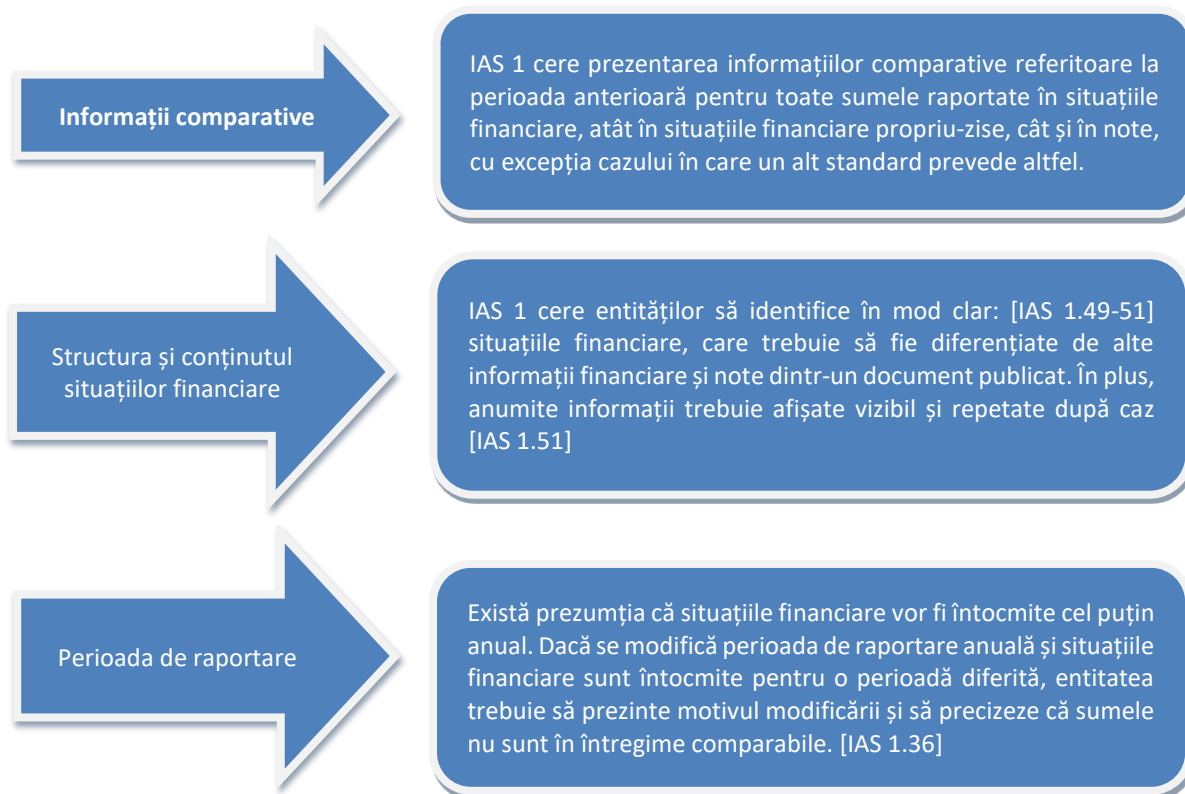 Informații comparative
IAS 1 cere prezentarea informațiilor comparative referitoare la
perioada anterioară pentru toate sumele raportate în situațiile
financiare, atât în situațiile financiare propriu-zise, cât și în note,
cu excepția cazului în care un alt standard prevede altfel.
Structura și conținutul
situațiilor financiare
IAS 1 cere entităților să identifice în mod clar: [IAS 1.49-51]
situațiile financiare, care trebuie să fie diferențiate de alte
informații financiare și note dintr-un document publicat. În plus,
anumite informații trebuie afișate vizibil și repetate după caz
[IAS 1.51]
Perioada de raportare
Există prezumția că situațiile financiare vor fi întocmite cel puțin
anual. Dacă se modifică perioada de raportare anuală și situațiile
financiare sunt întocmite pentru o perioadă diferită, entitatea
trebuie să prezinte motivul modificării și să precizeze că sumele
nu sunt în întregime comparabile. [IAS 1.36]